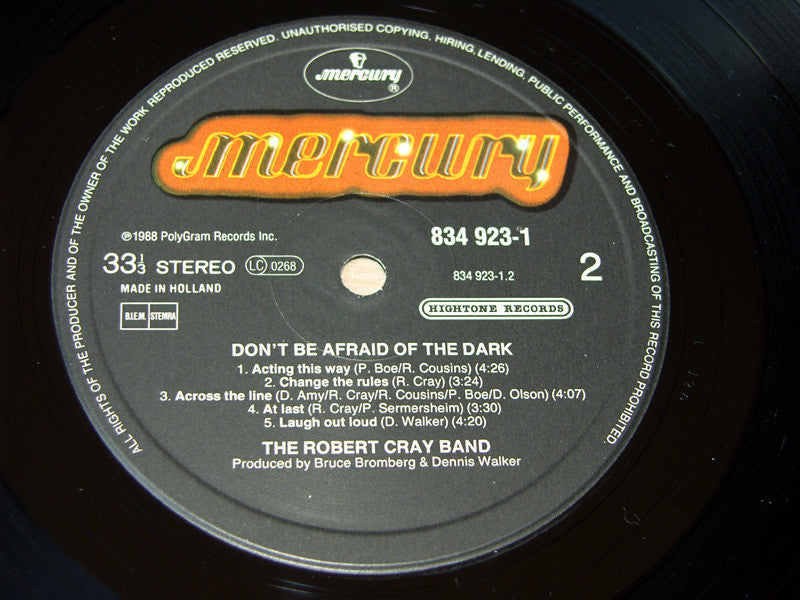 ALL RIGHTS OF THE PRODUCER AND OF THE OWNER OF THE WORK REPRODUCED RESERVED. UNAUTHORISED COPYING, HIRING, LENDING, PUBLIC PERFORMANCE AND BROADCASTING OF THIS RECORD PROHIBITED
mercury ®
mercury
℗1988 PolyGram Records Inc.
834 923-1
33⅓ STEREO LC 0268
834 923-1.2
2
MADE IN HOLLAND
B.I.E.M. STEMRA
HIGHTONE RECORDS
DON'T BE AFRAID OF THE DARK
1. Acting this way (P. Boe/R. Cousins) (4:26)
2. Change the rules (R. Cray) (3:24)
3. Across the line (D. Amy/R. Cray/R. Cousins/P. Boe/D. Olson) (4:07)
4. At last (R. Cray/P. Sermersheim) (3:30)
5. Laugh out loud (D. Walker) (4:20)
THE ROBERT CRAY BAND
Produced by Bruce Bromberg & Dennis Walker